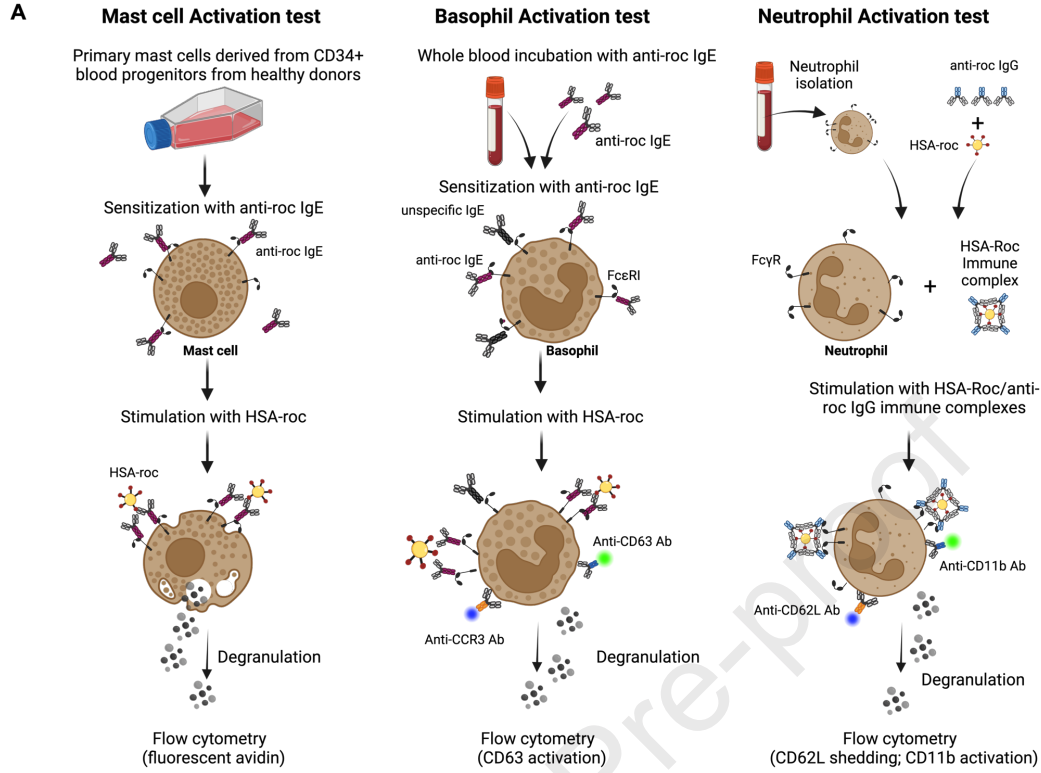 A
Mast cell Activation test
Primary mast cells derived from CD34+
blood progenitors from healthy donors
Sensitization with anti-roc IgE
anti-roc IgE
Mast cell
Stimulation with HSA-roc
HSA-roc
Degranulation
Flow cytometry
(fluorescent avidin)
Basophil Activation test
Whole blood incubation with anti-roc IgE
anti-roc IgE
Sensitization with anti-roc IgE
unspecific IgE
anti-roc IgE
FcεRI
Basophil
Stimulation with HSA-roc
Anti-CD63 Ab
Anti-CCR3 Ab
Degranulation
Flow cytometry
(CD63 activation)
Neutrophil Activation test
Neutrophil
isolation
anti-roc IgG
+
HSA-roc
FcγR
HSA-Roc
Immune
complex
+
Neutrophil
Stimulation with HSA-Roc/anti-
roc IgG immune complexes
Anti-CD11b Ab
Anti-CD62L Ab
Degranulation
Flow cytometry
(CD62L shedding; CD11b activation)
Pre-proof